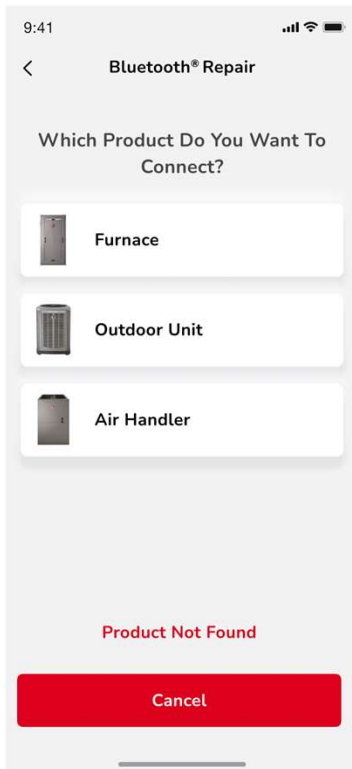 9:41
Bluetooth® Repair
Which Product Do You Want To
Connect?
Furnace
Outdoor Unit
Air Handler
Product Not Found
Cancel